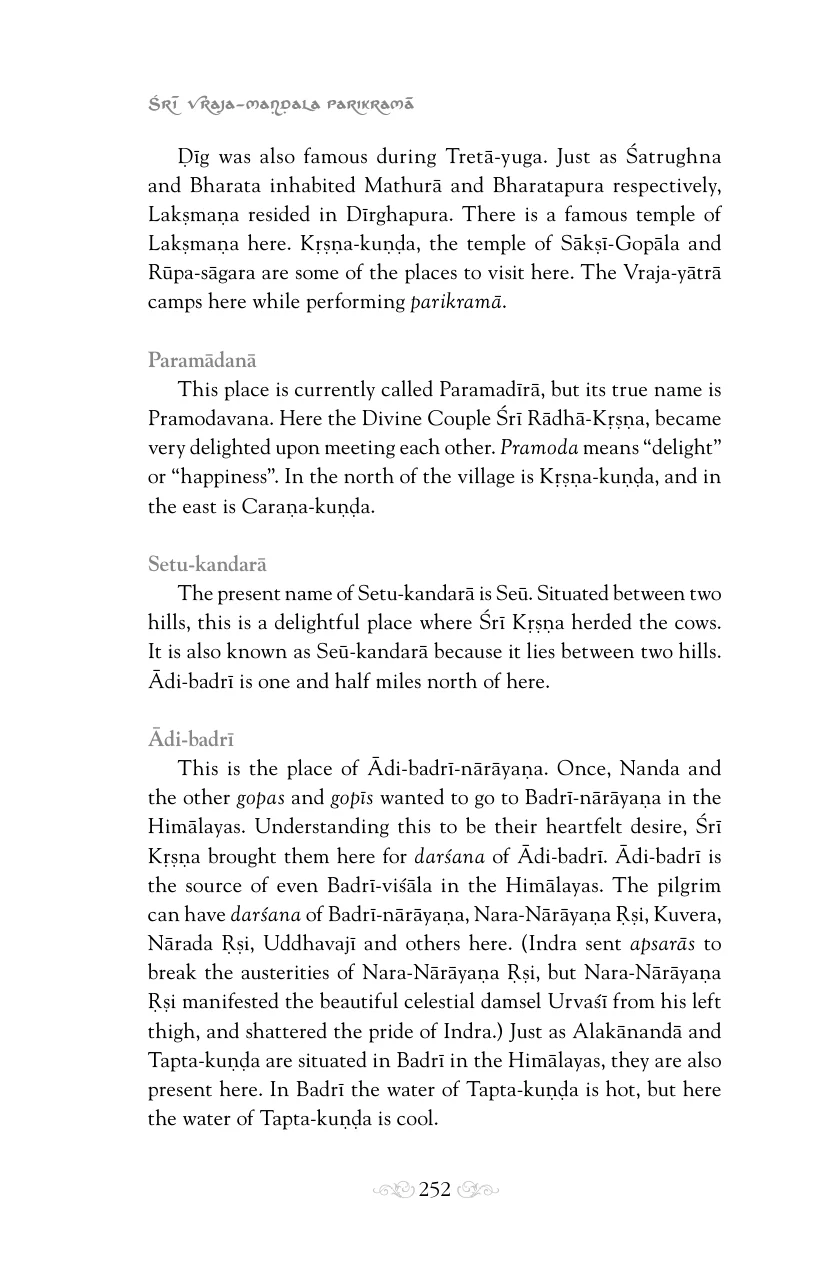 Śrī Vraja-maṇḍala Parikramā
Ḍīg was also famous during Tretā-yuga. Just as Śatrughna
and Bharata inhabited Mathurā and Bharatapura respectively,
Lakṣmaṇa resided in Dīrghapura. There is a famous temple of
Lakṣmaṇa here. Kṛṣṇa-kuṇḍa, the temple of Sākṣī-Gopāla and
Rūpa-sāgara are some of the places to visit here. The Vraja-yātrā
camps here while performing parikramā.
Paramādanā
This place is currently called Paramadīrā, but its true name is
Pramodavana. Here the Divine Couple Śrī Rādhā-Kṛṣṇa, became
very delighted upon meeting each other. Pramoda means “delight”
or “happiness”. In the north of the village is Kṛṣṇa-kuṇḍa, and in
the east is Caraṇa-kuṇḍa.
Setu-kandarā
The present name of Setu-kandarā is Seū. Situated between two
hills, this is a delightful place where Śrī Kṛṣṇa herded the cows.
It is also known as Seū-kandarā because it lies between two hills.
Ādi-badrī is one and half miles north of here.
Ādi-badrī
This is the place of Ādi-badrī-nārāyaṇa. Once, Nanda and
the other gopas and gopīs wanted to go to Badrī-nārāyaṇa in the
Himālayas. Understanding this to be their heartfelt desire, Śrī
Kṛṣṇa brought them here for darśana of Ādi-badrī. Ādi-badrī is
the source of even Badrī-viśāla in the Himālayas. The pilgrim
can have darśana of Badrī-nārāyaṇa, Nara-Nārāyaṇa Ṛṣi, Kuvera,
Nārada Ṛṣi, Uddhavajī and others here. (Indra sent apsarās to
break the austerities of Nara-Nārāyaṇa Ṛṣi, but Nara-Nārāyaṇa
Ṛṣi manifested the beautiful celestial damsel Urvaśī from his left
thigh, and shattered the pride of Indra.) Just as Alakānandā and
Tapta-kuṇḍa are situated in Badrī in the Himālayas, they are also
present here. In Badrī the water of Tapta-kuṇḍa is hot, but here
the water of Tapta-kuṇḍa is cool.
252